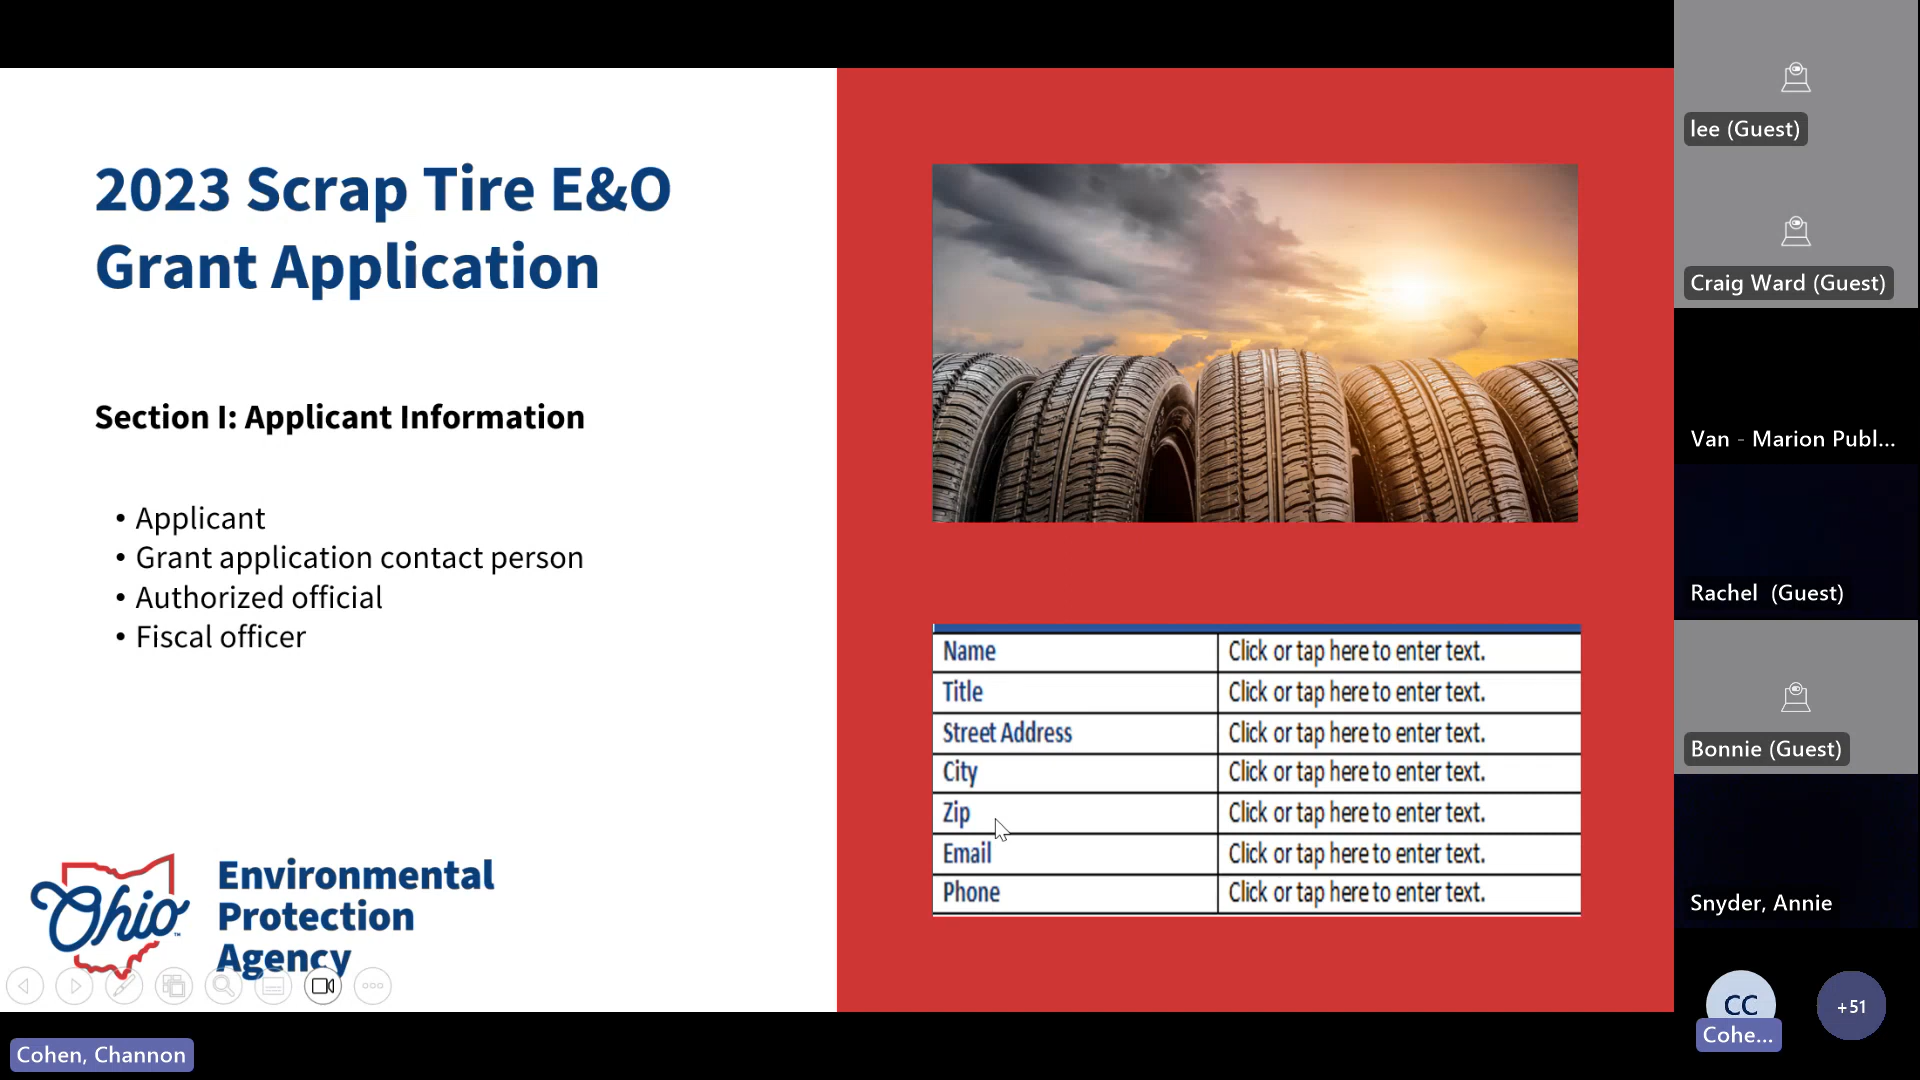 2023 Scrap Tire E&O
Grant Application
Section I: Applicant Information
• Applicant
• Grant application contact person
• Authorized official
• Fiscal officer
Ohio™
Environmental
Protection
Agency
Name Click or tap here to enter text.
Title Click or tap here to enter text.
Street Address Click or tap here to enter text.
City Click or tap here to enter text.
Zip Click or tap here to enter text.
Email Click or tap here to enter text.
Phone Click or tap here to enter text.
lee (Guest)
Craig Ward (Guest)
Van - Marion Publ...
Rachel (Guest)
Bonnie (Guest)
Snyder, Annie
CC
Cohe...
+51
Cohen, Channon